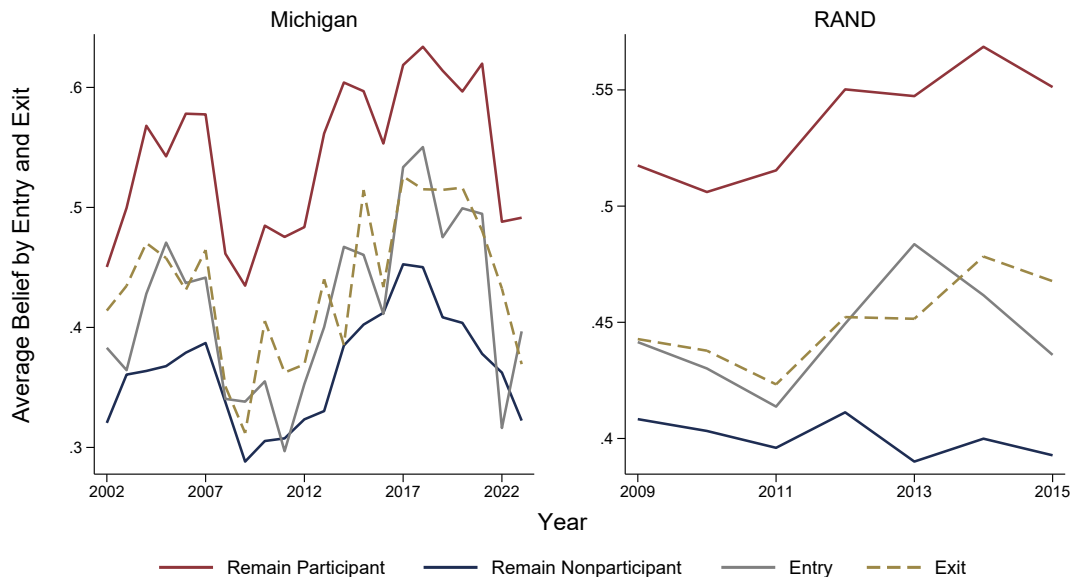 Michigan
RAND
Average Belief by Entry and Exit
.6
.5
.4
.3
2002 2007 2012 2017 2022
.55
.5
.45
.4
2009 2011 2013 2015
Year
Remain Participant Remain Nonparticipant Entry Exit